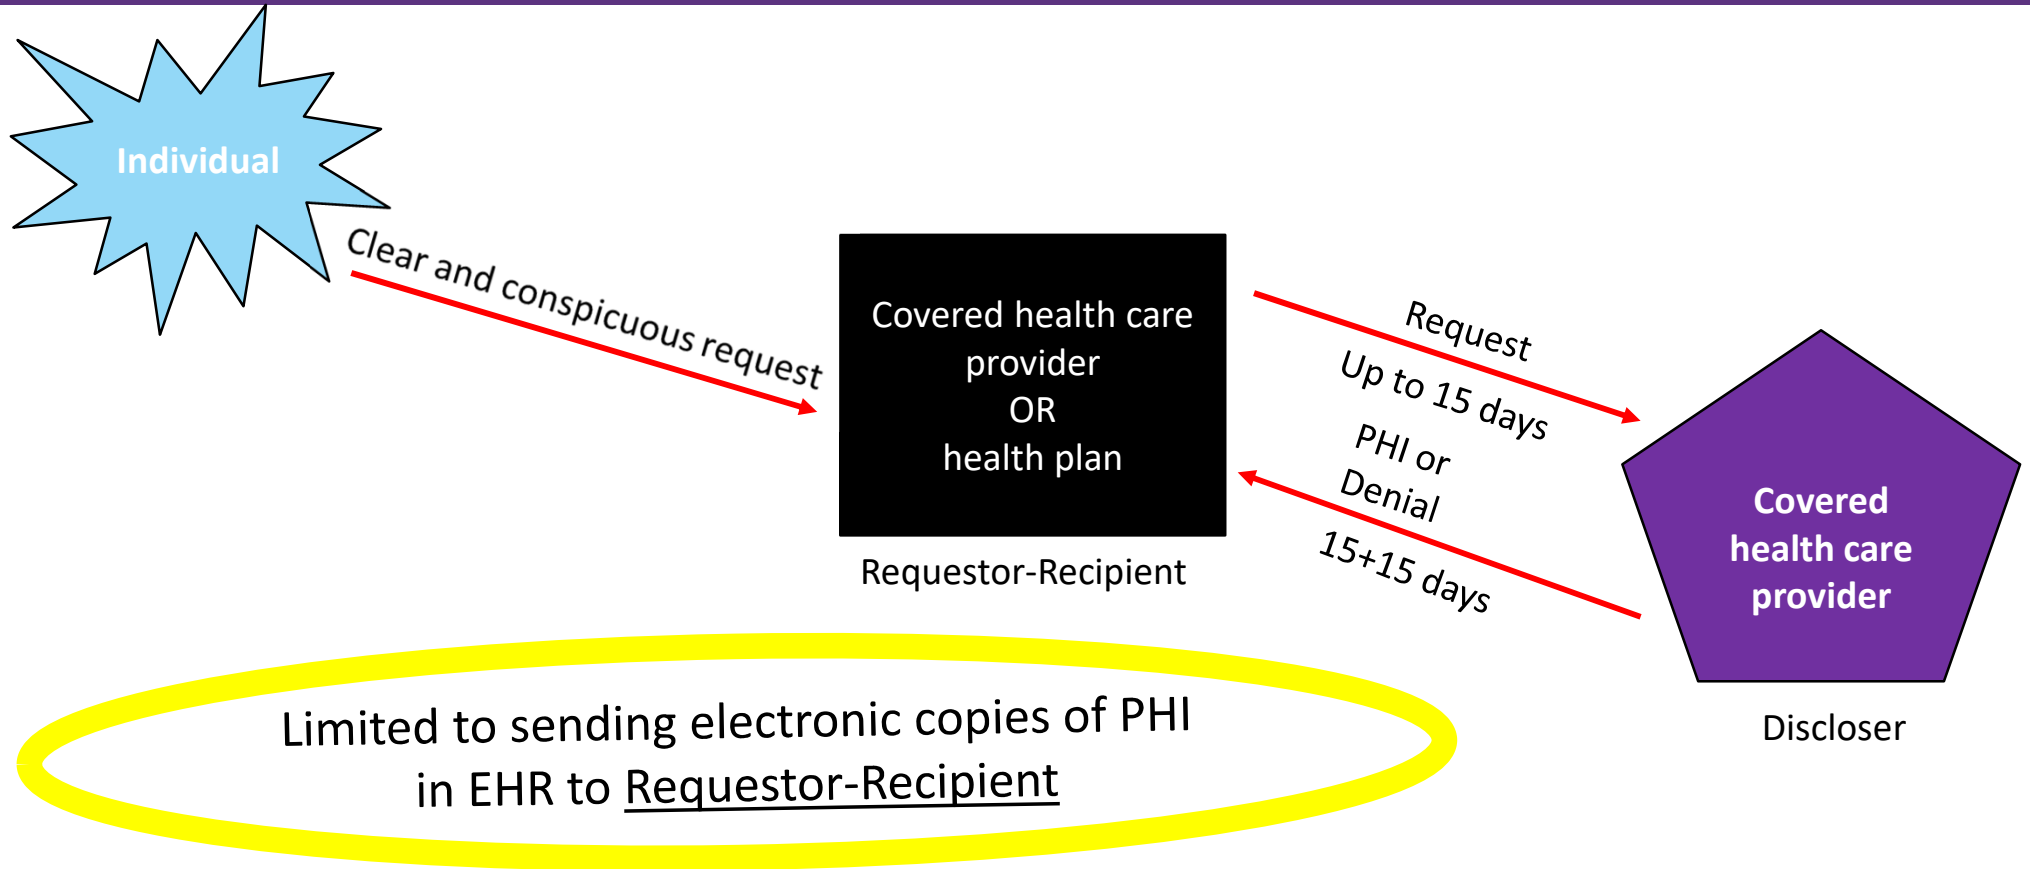 Individual
Clear and conspicuous request
Covered health care
provider
OR
health plan
Requestor-Recipient
Request
Up to 15 days
PHI or
Denial
15+15 days
Covered
health care
provider
Discloser
Limited to sending electronic copies of PHI
in EHR to Requestor-Recipient